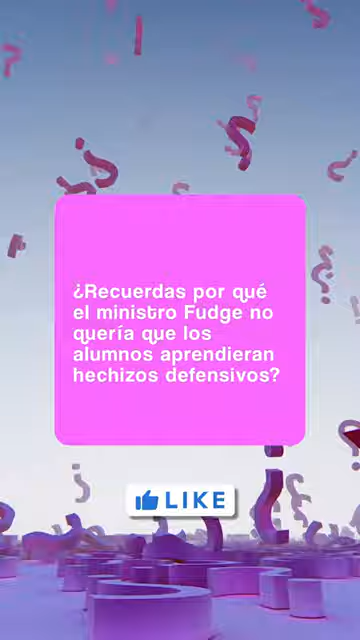 ¿Recuerdas por qué
el ministro Fudge no
quería que los
alumnos aprendieran
hechizos defensivos?
LIKE